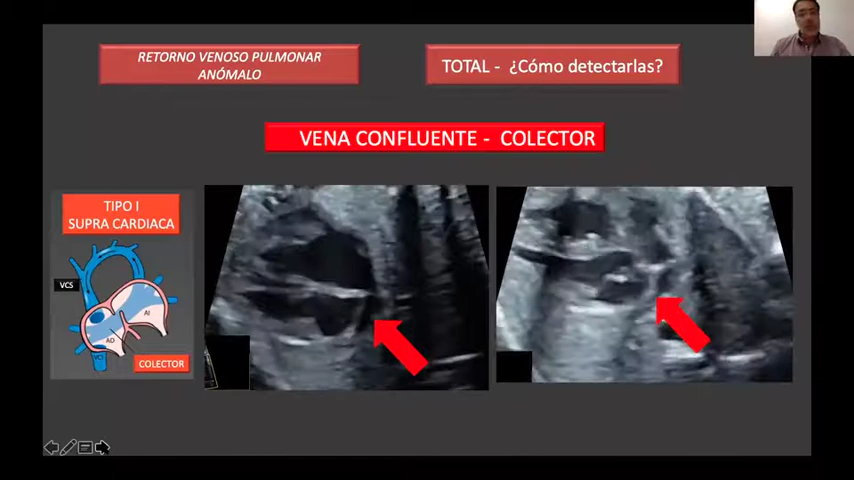 RETORNO VENOSO PULMONAR
ANÓMALO
TOTAL - ¿Cómo detectarlas?
VENA CONFLUENTE - COLECTOR
TIPO I
SUPRA CARDIACA
VCS
AI
AD
COLECTOR